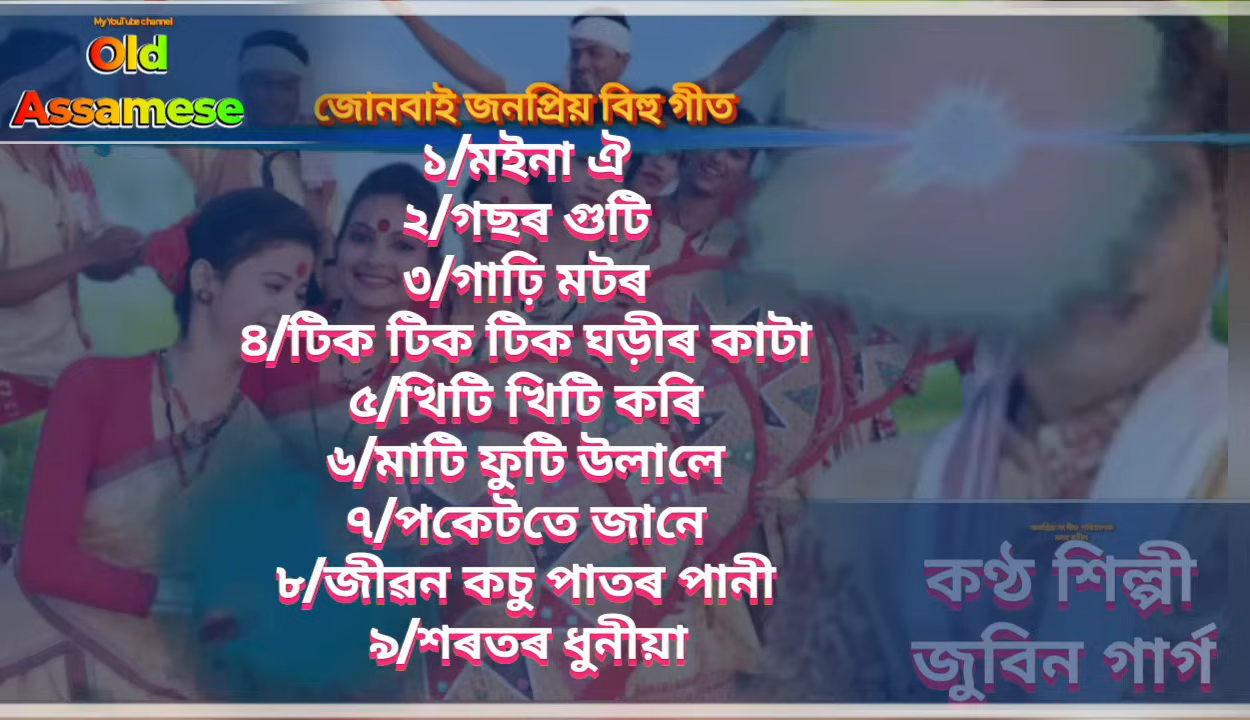 My YouTube channel
Old
Assamese
জোনবাই জনপ্ৰিয় বিহু গীত
১/মইনা ঐ
২/গছৰ গুটি
৩/গাঢ়ি মটৰ
৪/টিক টিক টিক ঘড়ীৰ কাটা
৫/খিটি খিটি কৰি
৬/মাটি ফুটি উলালে
৭/পকেটতে জানে
৮/জীৱন কচু পাতৰ পানী
৯/শৰতৰ ধুনীয়া
কণ্ঠ শিল্পী
জুবিন গাৰ্গ